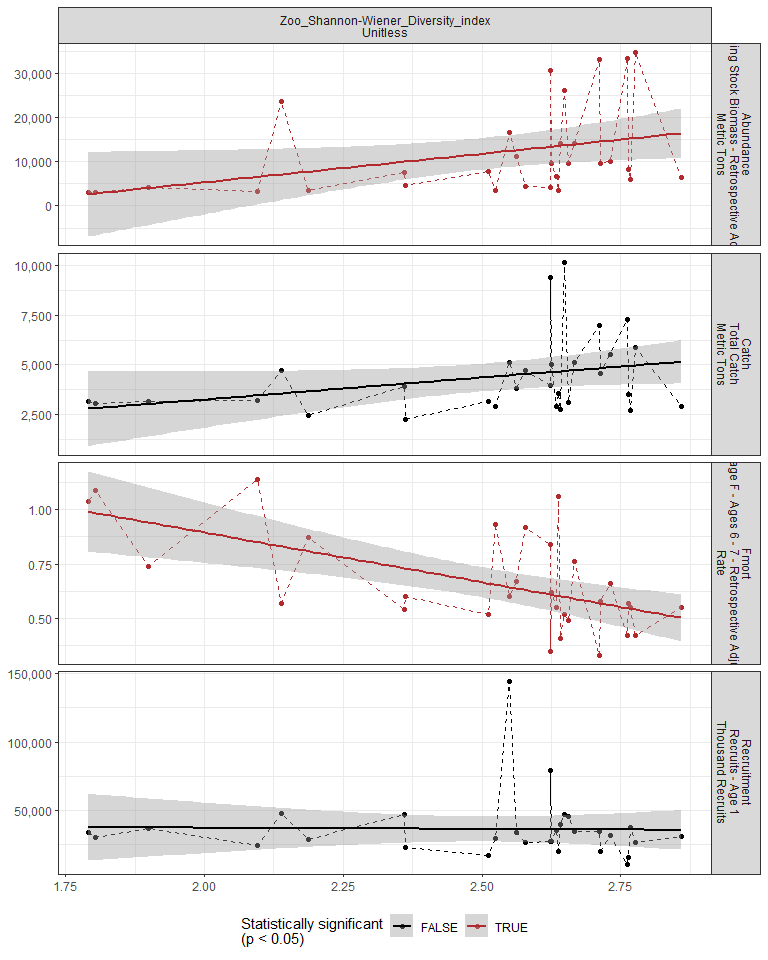 Zoo_Shannon-Wiener_Diversity_index
Unitless
30,000
20,000
10,000
0
Abundance
ing Stock Biomass - Retrospective Ad
Metric Tons
10,000
7,500
5,000
2,500
Catch
Total Catch
Metric Tons
1.00
0.75
0.50
Fmort
age F - Ages 6 - 7 - Retrospective Adju
Rate
150,000
100,000
50,000
Recruitment
Recruits - Age 1
Thousand Recruits
1.75 2.00 2.25 2.50 2.75
Statistically significant
(p < 0.05)
FALSE TRUE